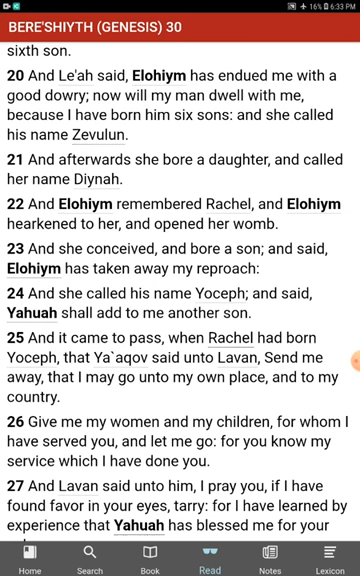 16% 6:33 PM
BERE'SHIYTH (GENESIS) 30
sixth son.
20 And Le'ah said, Elohiym has endued me with a
good dowry; now will my man dwell with me,
because I have born him six sons: and she called
his name Zevulun.
21 And afterwards she bore a daughter, and called
her name Diynah.
22 And Elohiym remembered Rachel, and Elohiym
hearkened to her, and opened her womb.
23 And she conceived, and bore a son; and said,
Elohiym has taken away my reproach:
24 And she called his name Yoceph; and said,
Yahuah shall add to me another son.
25 And it came to pass, when Rachel had born
Yoceph, that Ya`aqov said unto Lavan, Send me
away, that I may go unto my own place, and to my
country.
26 Give me my women and my children, for whom I
have served you, and let me go: for you know my
service which I have done you.
27 And Lavan said unto him, I pray you, if I have
found favor in your eyes, tarry: for I have learned by
experience that Yahuah has blessed me for your
Home Search Book Read Notes Lexicon